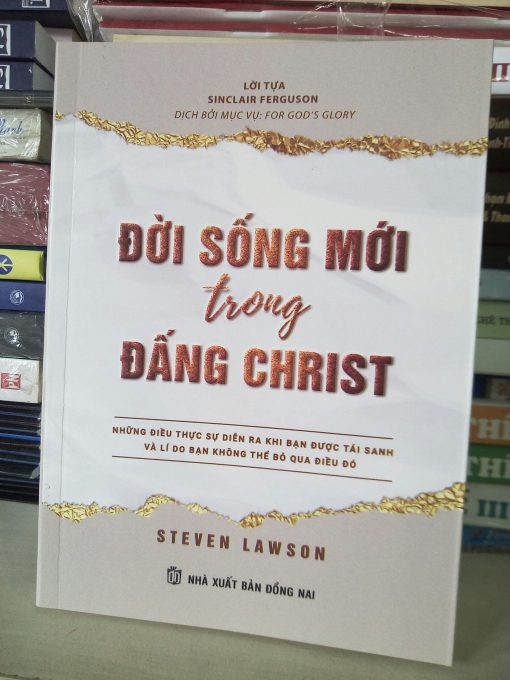 LỜI TỰA
SINCLAIR FERGUSON
DỊCH BỞI MỤC VỤ: FOR GOD'S GLORY
ĐỜI SỐNG MỚI
trong
ĐẤNG CHRIST
NHỮNG ĐIỀU THỰC SỰ DIỄN RA KHI BẠN ĐƯỢC TÁI SANH
VÀ LÍ DO BẠN KHÔNG THỂ BỎ QUA ĐIỀU ĐÓ
STEVEN LAWSON
NHÀ XUẤT BẢN ĐỒNG NAI